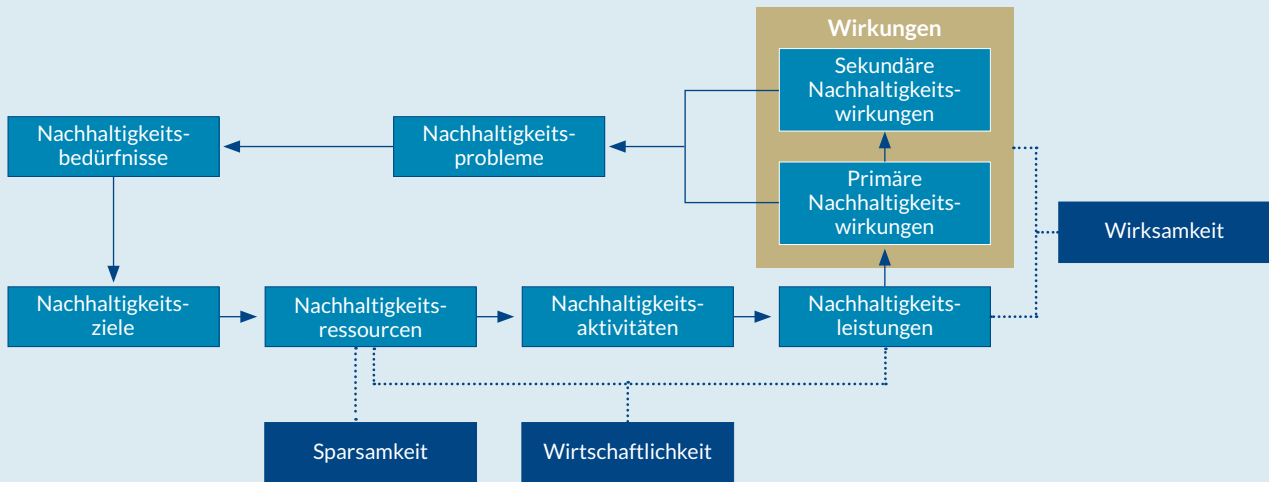 Wirkungen
Sekundäre
Nachhaltigkeits-
wirkungen
Nachhaltigkeits-
bedürfnisse
Nachhaltigkeits-
probleme
Primäre
Nachhaltigkeits-
wirkungen
Wirksamkeit
Nachhaltigkeits-
ziele
Nachhaltigkeits-
ressourcen
Nachhaltigkeits-
aktivitäten
Nachhaltigkeits-
leistungen
Sparsamkeit
Wirtschaftlichkeit